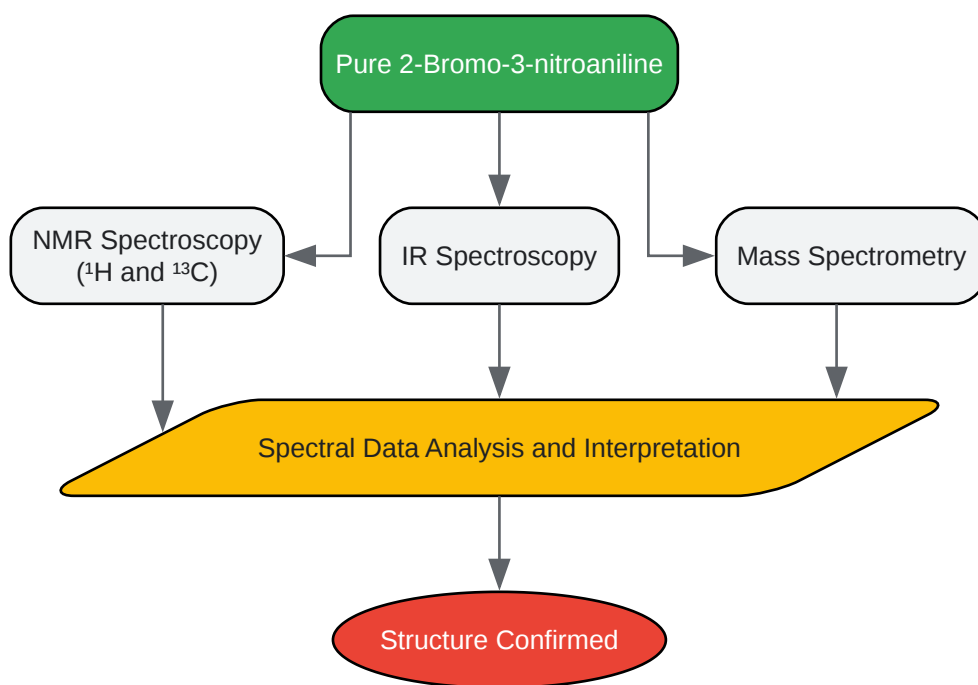 Pure 2-Bromo-3-nitroaniline
NMR Spectroscopy
(¹H and ¹³C)
IR Spectroscopy
Mass Spectrometry
Spectral Data Analysis and Interpretation
Structure Confirmed